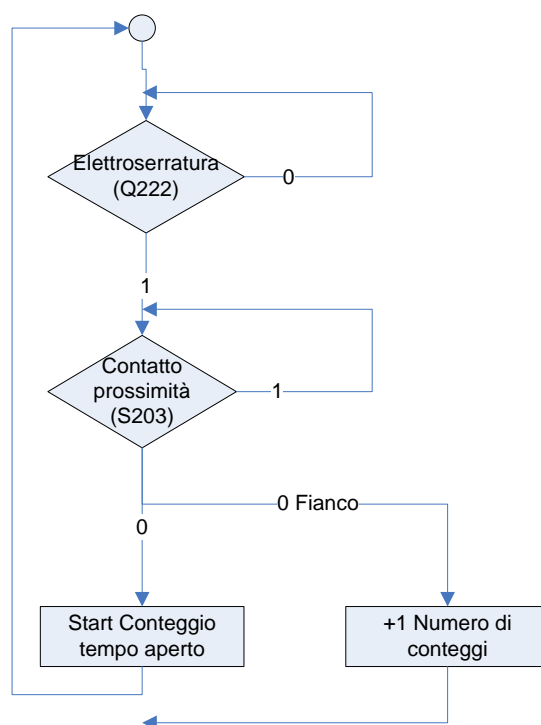 Elettroserratura
(Q222)
0
1
Contatto
prossimità
(S203)
1
0 Fianco
0
Start Conteggio
tempo aperto
+1 Numero di
conteggi